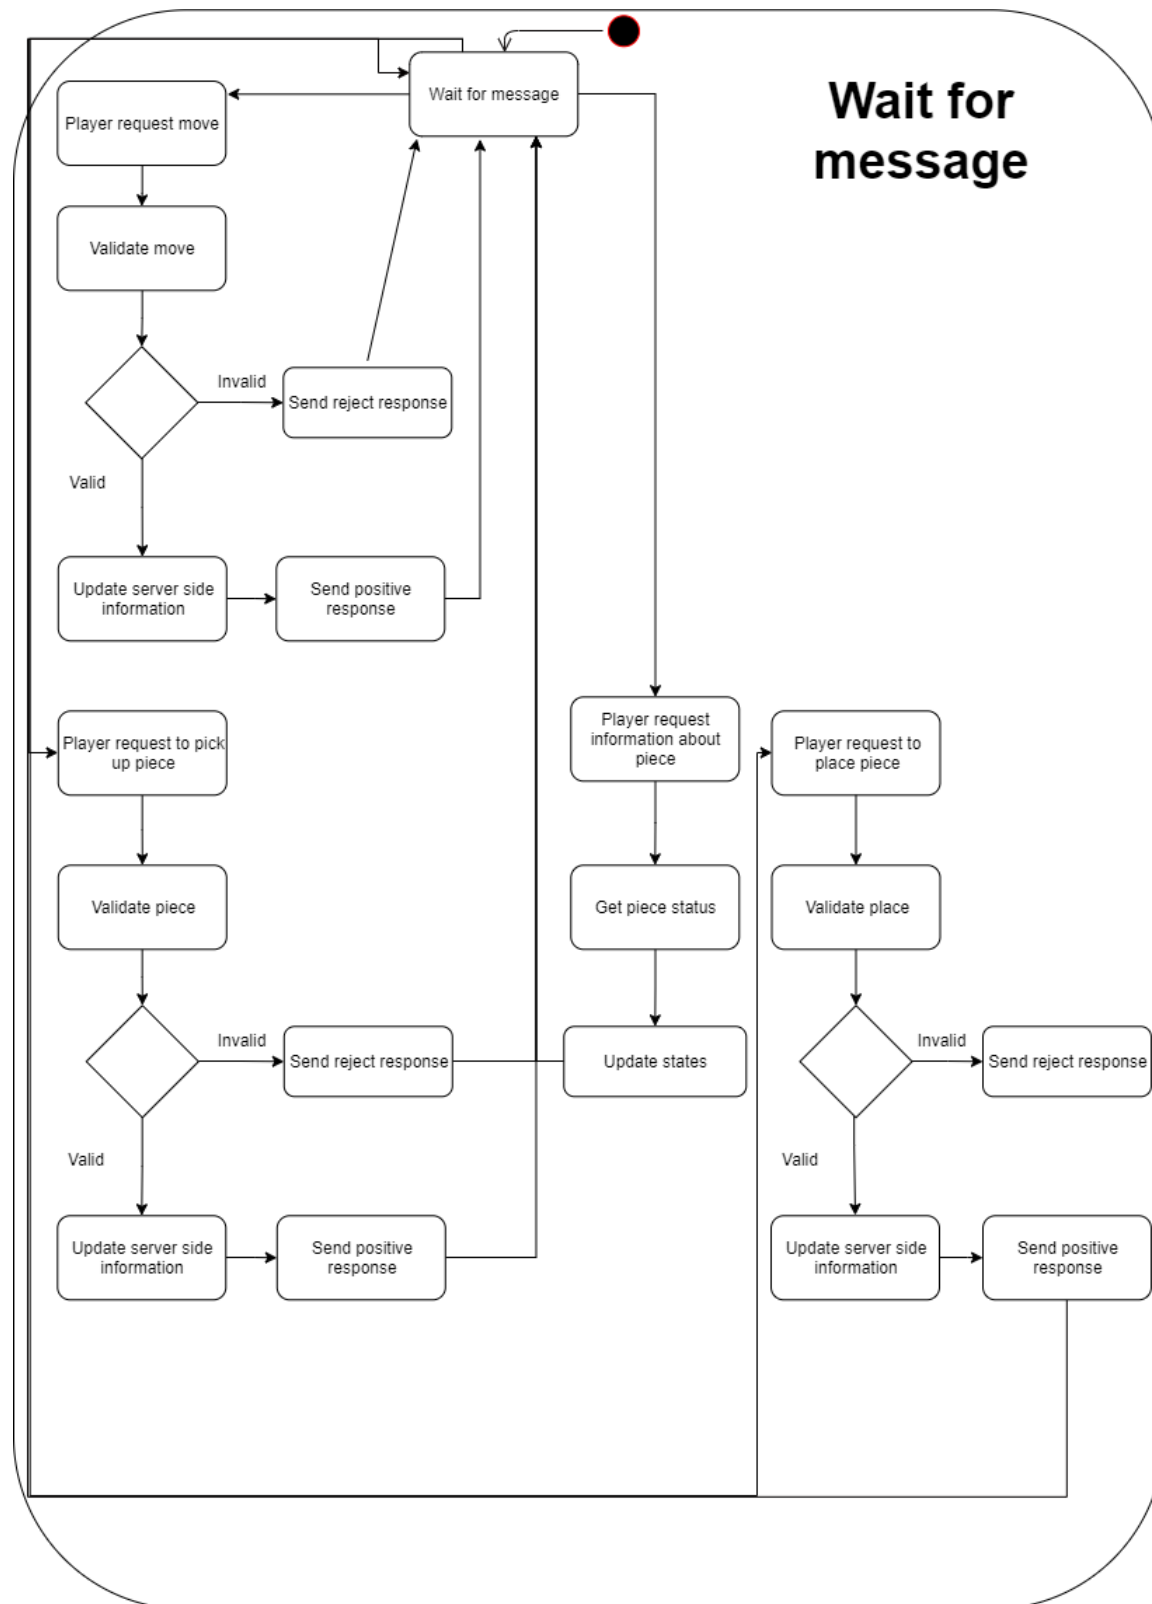 Wait for
message
Wait for message
Player request move
Validate move
Invalid
Send reject response
Valid
Update server side
information
Send positive
response
Player request to pick
up piece
Player request
information about
piece
Player request to
place piece
Validate piece
Get piece status
Validate place
Invalid
Send reject response
Update states
Invalid
Send reject response
Valid
Valid
Update server side
information
Send positive
response
Update server side
information
Send positive
response